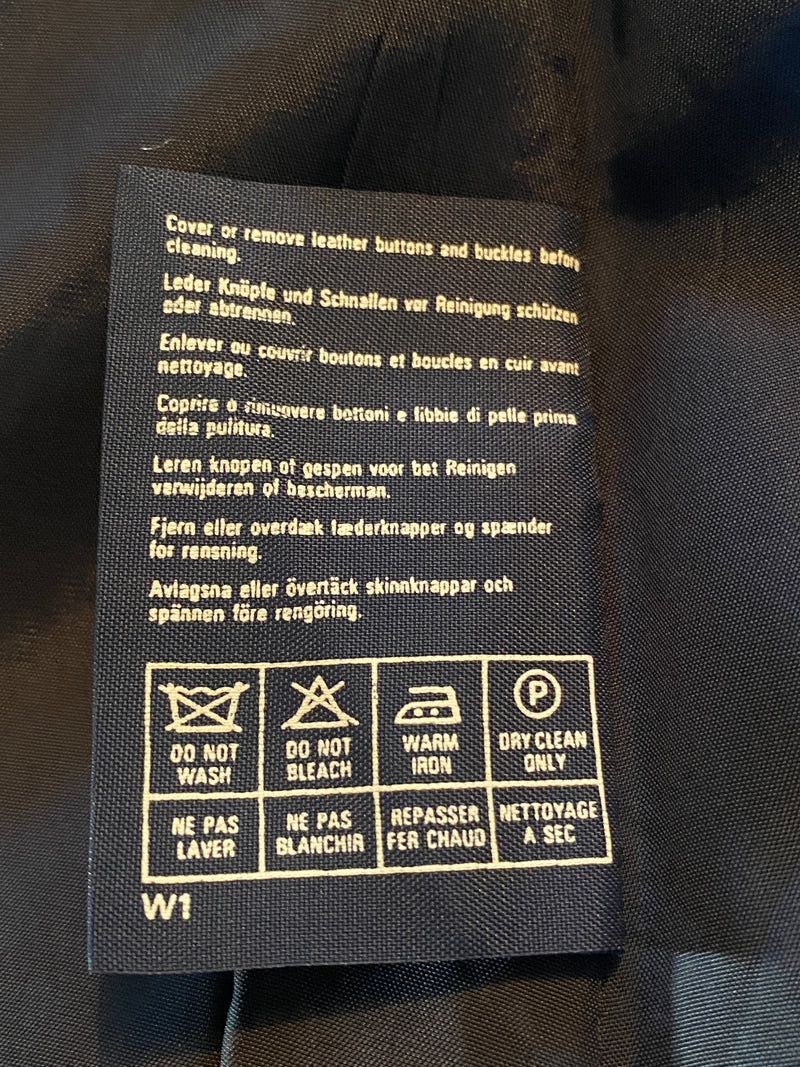 Cover or remove leather buttons and buckles before
cleaning.
Leder Knöpfe und Schnallen vor Reinigung schützen
oder abtrennen.
Enlever ou couvrir boutons et boucles en cuir avant
nettoyage.
Coprire o rimuovere bottoni e fibbie di pelle prima
della pulitura.
Leren knopen of gespen voor het Reinigen
verwijderen of bescherman.
Fjern eller overdæk læderknapper og spænder
for rensning.
Avlagsna eller övertäck skinnknappar och
spännen före rengöring.
P
DO NOT
WASH
DO NOT
BLEACH
WARM
IRON
DRY CLEAN
ONLY
NE PAS
LAVER
NE PAS
BLANCHIR
REPASSER
FER CHAUD
NETTOYAGE
A SEC
W1